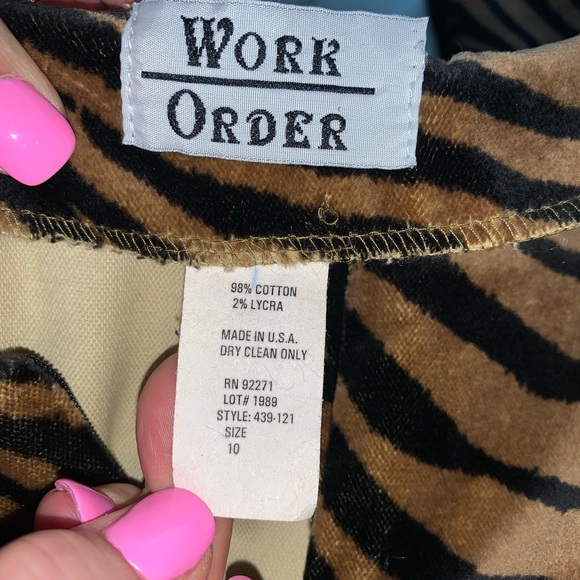 WORK
ORDER
98% COTTON
2% LYCRA
MADE IN U.S.A.
DRY CLEAN ONLY
RN 92271
LOT# 1989
STYLE: 439-121
SIZE
10